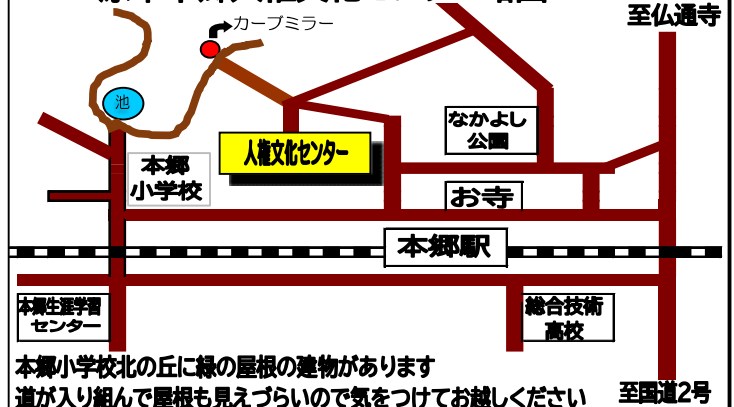 至仏通寺
カーブミラー
池
なかよし
公園
人権文化センター
本郷
小学校
お寺
本郷駅
本郷生涯学習
センター
総合技術
高校
本郷小学校北の丘に緑の屋根の建物があります
道が入り組んで屋根も見えづらいので気をつけてお越しください
至国道2号